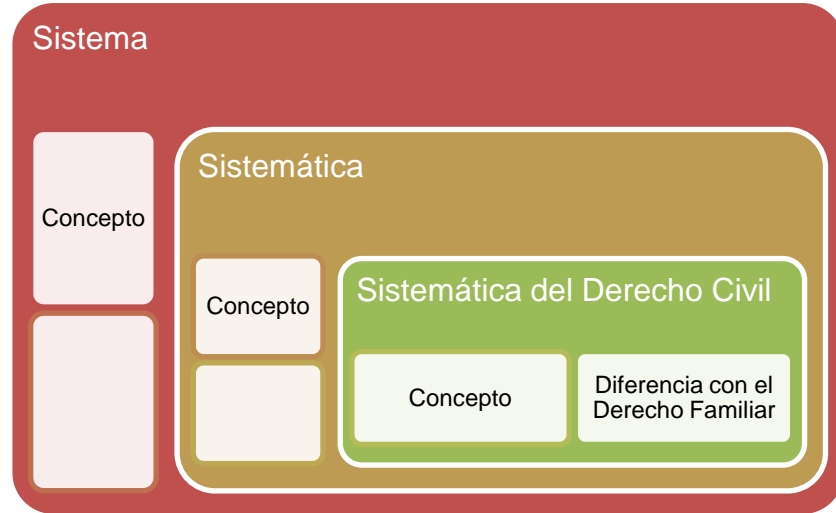 Sistema
Concepto
Sistemática
Concepto
Sistemática del Derecho Civil
Concepto
Diferencia con el
Derecho Familiar